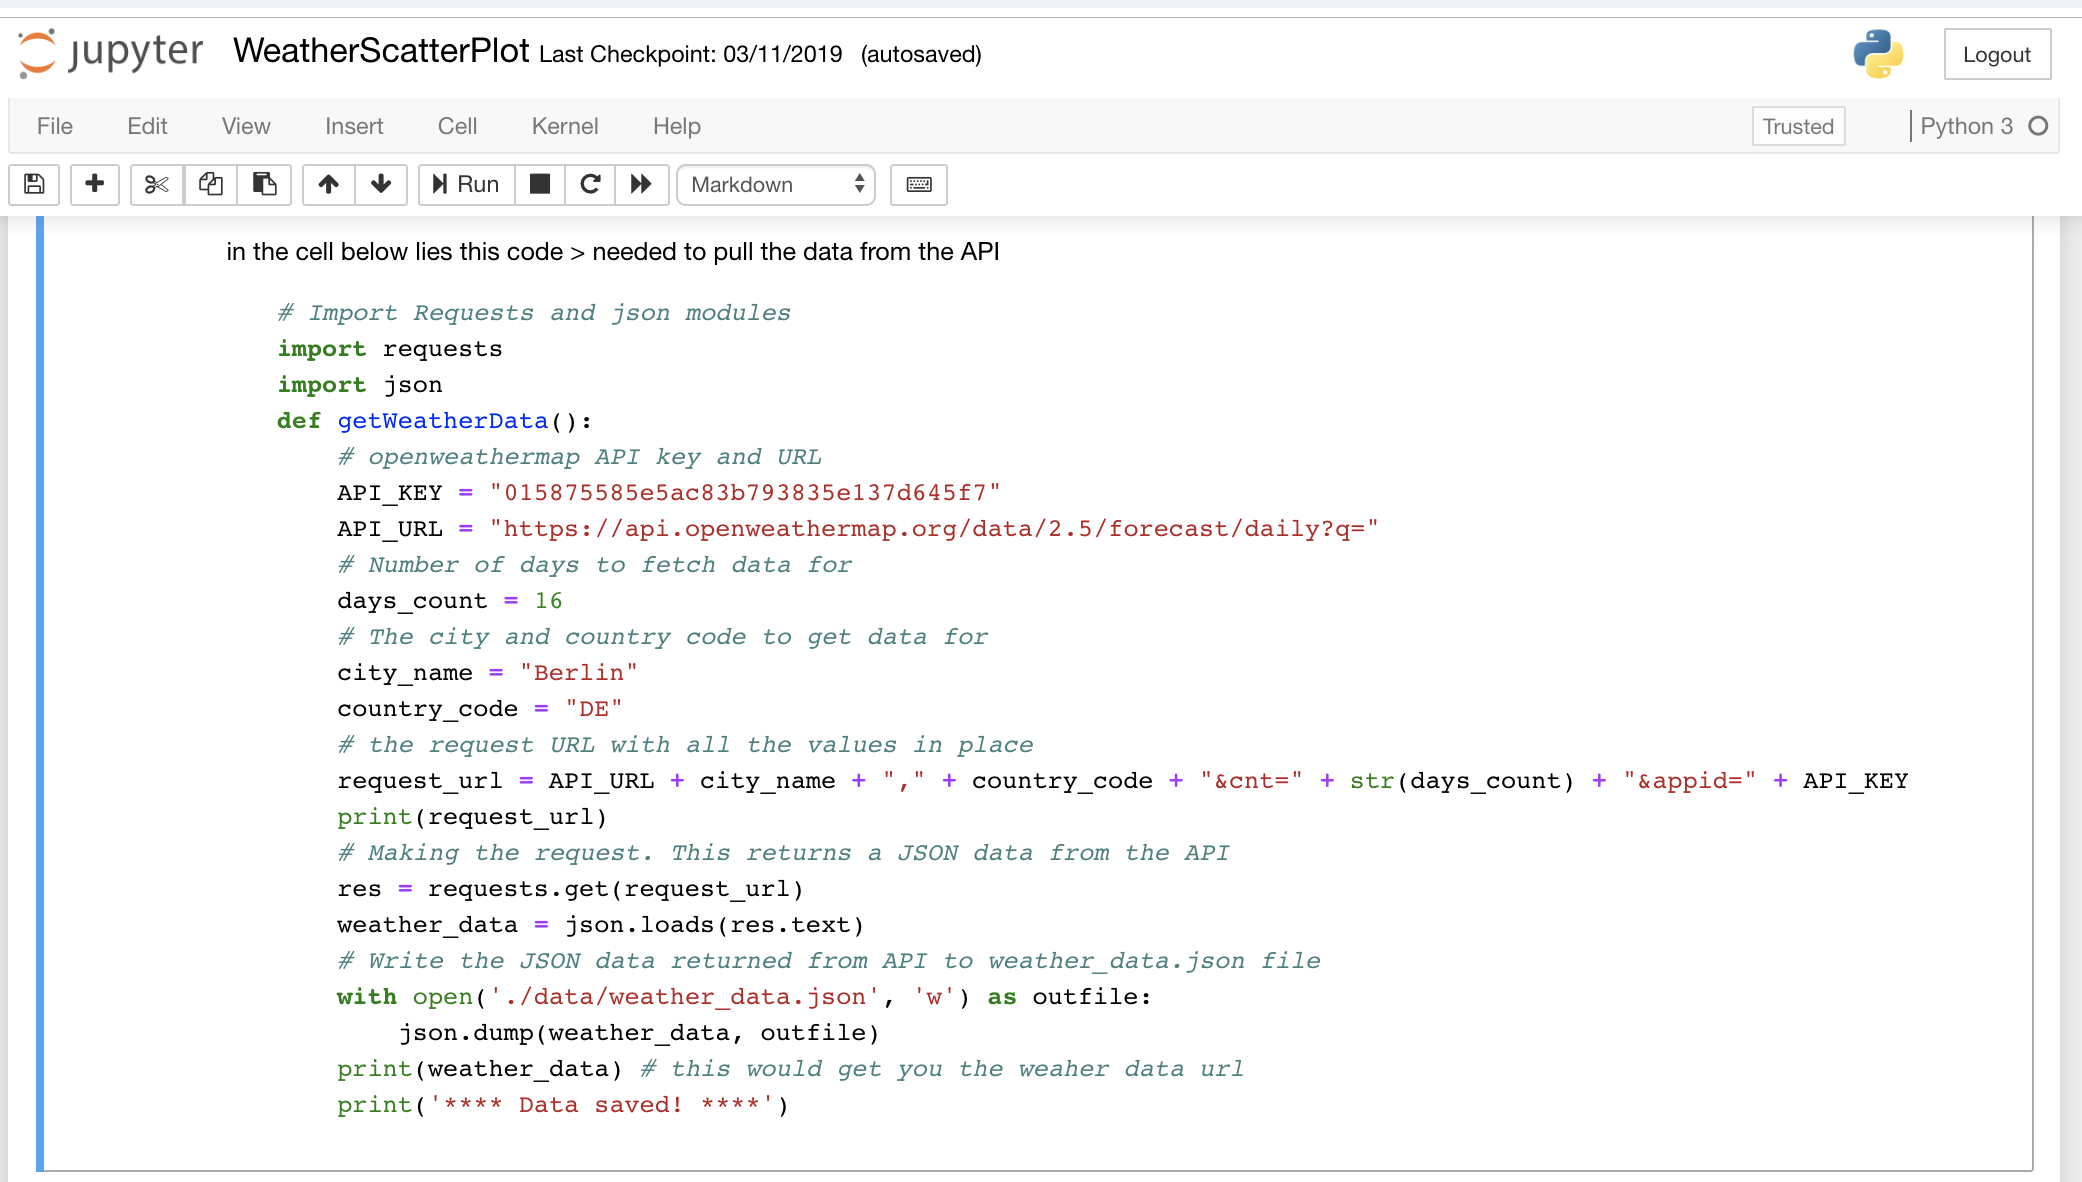 jupyter WeatherScatterPlot Last Checkpoint: 03/11/2019 (autosaved) Logout
File Edit View Insert Cell Kernel Help Trusted Python 3
Run Markdown
in the cell below lies this code > needed to pull the data from the API
# Import Requests and json modules
import requests
import json
def getWeatherData():
    # openweathermap API key and URL
    API_KEY = "015875585e5ac83b793835e137d645f7"
    API_URL = "https://api.openweathermap.org/data/2.5/forecast/daily?q="
    # Number of days to fetch data for
    days_count = 16
    # The city and country code to get data for
    city_name = "Berlin"
    country_code = "DE"
    # the request URL with all the values in place
    request_url = API_URL + city_name + "," + country_code + "&cnt=" + str(days_count) + "&appid=" + API_KEY
    print(request_url)
    # Making the request. This returns a JSON data from the API
    res = requests.get(request_url)
    weather_data = json.loads(res.text)
    # Write the JSON data returned from API to weather_data.json file
    with open('./data/weather_data.json', 'w') as outfile:
        json.dump(weather_data, outfile)
    print(weather_data) # this would get you the weaher data url
    print('**** Data saved! ****')